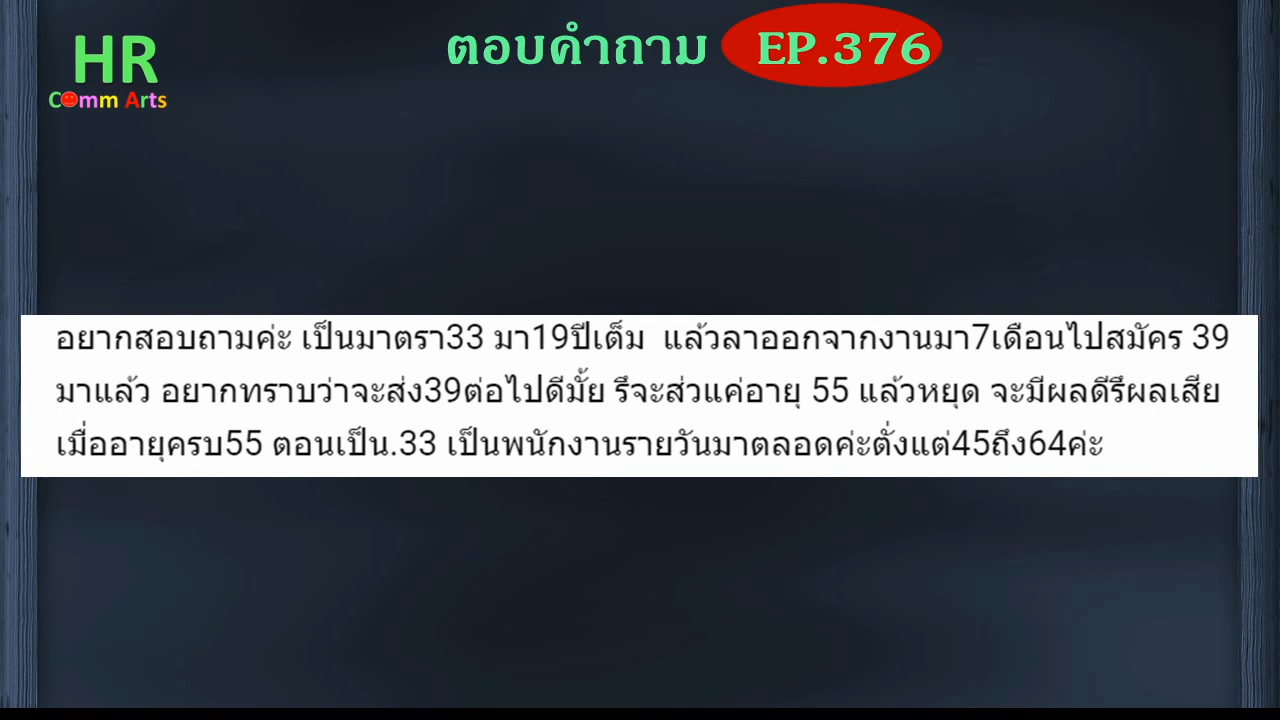 HR
Comm Arts
ตอบคำถาม EP.376
อยากสอบถามค่ะ เป็นมาตรา33 มา19ปีเต็ม แล้วลาออกจากงานมา7เดือนไปสมัคร 39
มาแล้ว อยากทราบว่าจะส่ง39ต่อไปดีมั้ย รึจะส่วแค่อายุ 55 แล้วหยุด จะมีผลดีรึผลเสีย
เมื่ออายุครบ55 ตอนเป็น.33 เป็นพนักงานรายวันมาตลอดค่ะตั่งแต่45ถึง64ค่ะ